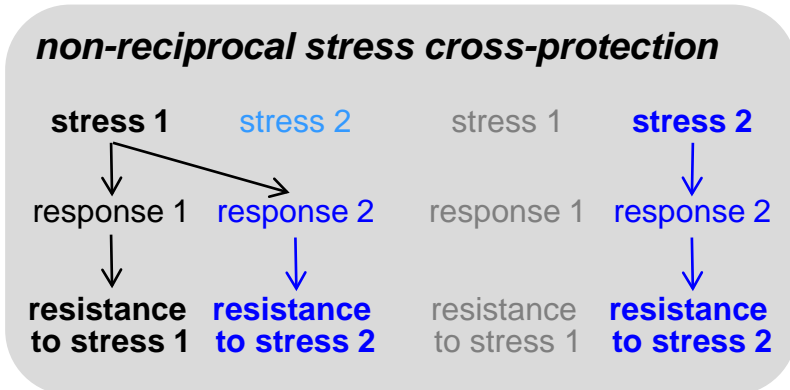 non-reciprocal stress cross-protection
stress 1 stress 2 stress 1 stress 2
response 1 response 2 response 1 response 2
resistance resistance resistance resistance
to stress 1 to stress 2 to stress 1 to stress 2